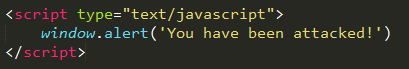 <script type="text/javascript">
    window.alert('You have been attacked!')
</script>